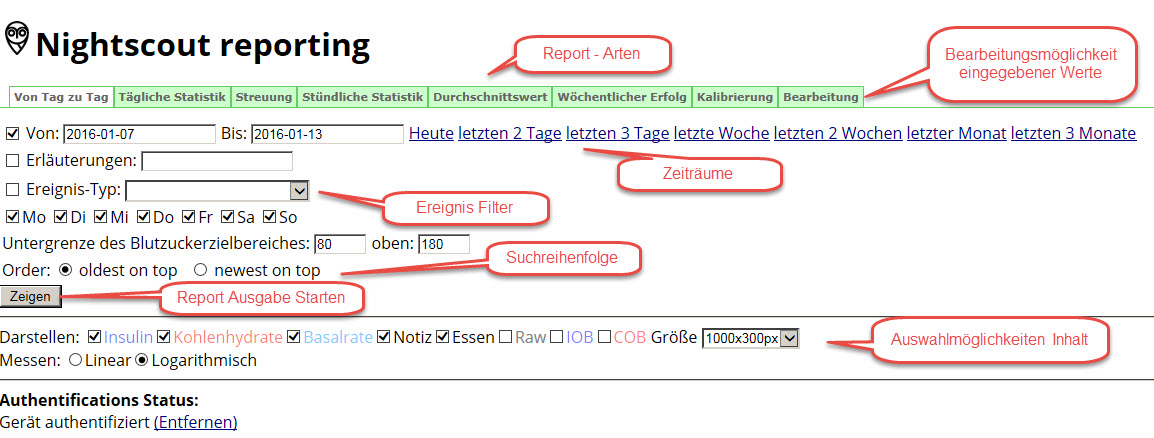 Nightscout reporting
Report - Arten
Bearbeitungsmöglichkeit
eingegebener Werte
Von Tag zu Tag Tägliche Statistik Streuung Stündliche Statistik Durchschnittswert Wöchentlicher Erfolg Kalibrierung Bearbeitung
Von: 2016-01-07 Bis: 2016-01-13 Heute letzten 2 Tage letzten 3 Tage letzte Woche letzten 2 Wochen letzter Monat letzten 3 Monate
Erläuterungen:
Zeiträume
Ereignis-Typ:
Ereignis Filter
Mo Di Mi Do Fr Sa So
Untergrenze des Blutzuckerzielbereiches: 80 oben: 180
Suchreihenfolge
Order: oldest on top newest on top
Zeigen
Report Ausgabe Starten
Darstellen: Insulin Kohlenhydrate Basalrate Notiz Essen Raw IOB COB Größe 1000x300px
Auswahlmöglichkeiten Inhalt
Messen: Linear Logarithmisch
Authentifications Status:
Gerät authentifiziert (Entfernen)